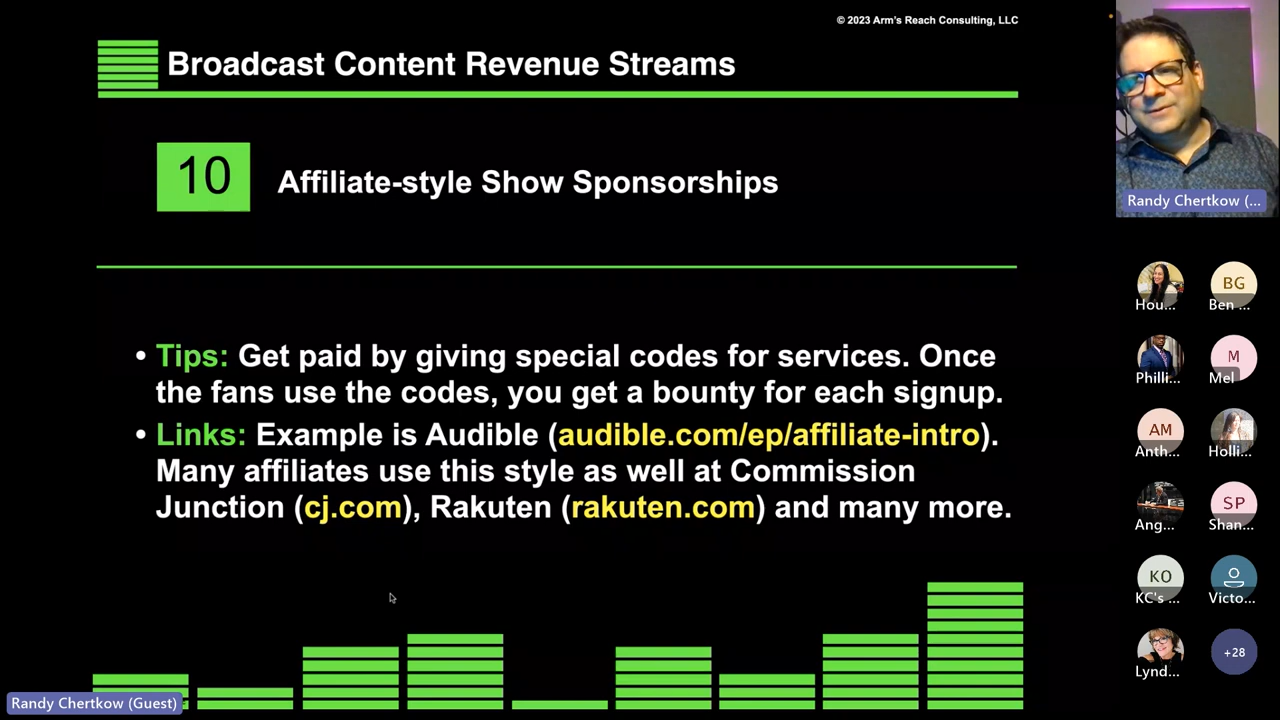 © 2023 Arm's Reach Consulting, LLC
Broadcast Content Revenue Streams
10
Affiliate-style Show Sponsorships
• Tips: Get paid by giving special codes for services. Once
the fans use the codes, you get a bounty for each signup.
• Links: Example is Audible (audible.com/ep/affiliate-intro).
Many affiliates use this style as well at Commission
Junction (cj.com), Rakuten (rakuten.com) and many more.
Randy Chertkow (Guest)
Randy Chertkow (...
Hou...
BG
Ben ...
Philli...
M
Mel
AM
Anth...
Holli...
Ang...
SP
Shan...
KO
KC's ...
Victo...
Lynd...
+28